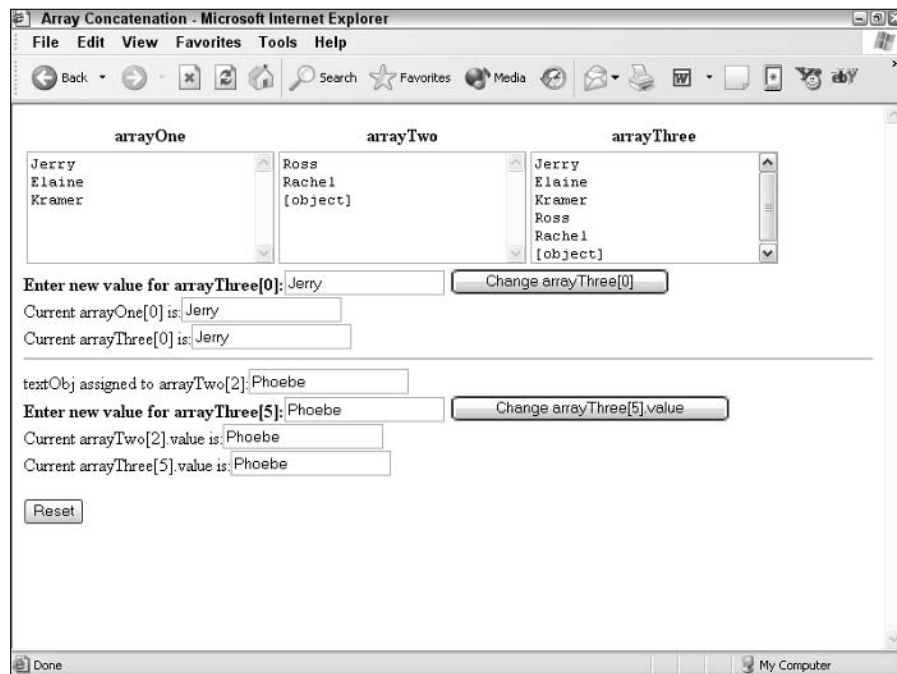 Array Concatenation - Microsoft Internet Explorer
File Edit View Favorites Tools Help
Back Search Favorites Media
arrayOne arrayTwo arrayThree
Jerry Ross Jerry
Elaine Rachel Elaine
Kramer [object] Kramer
Ross
Rachel
[object]
Enter new value for arrayThree[0]: Jerry Change arrayThree[0]
Current arrayOne[0] is: Jerry
Current arrayThree[0] is: Jerry
textObj assigned to arrayTwo[2]: Phoebe
Enter new value for arrayThree[5]: Phoebe Change arrayThree[5].value
Current arrayTwo[2].value is: Phoebe
Current arrayThree[5].value is: Phoebe
Reset
Done My Computer